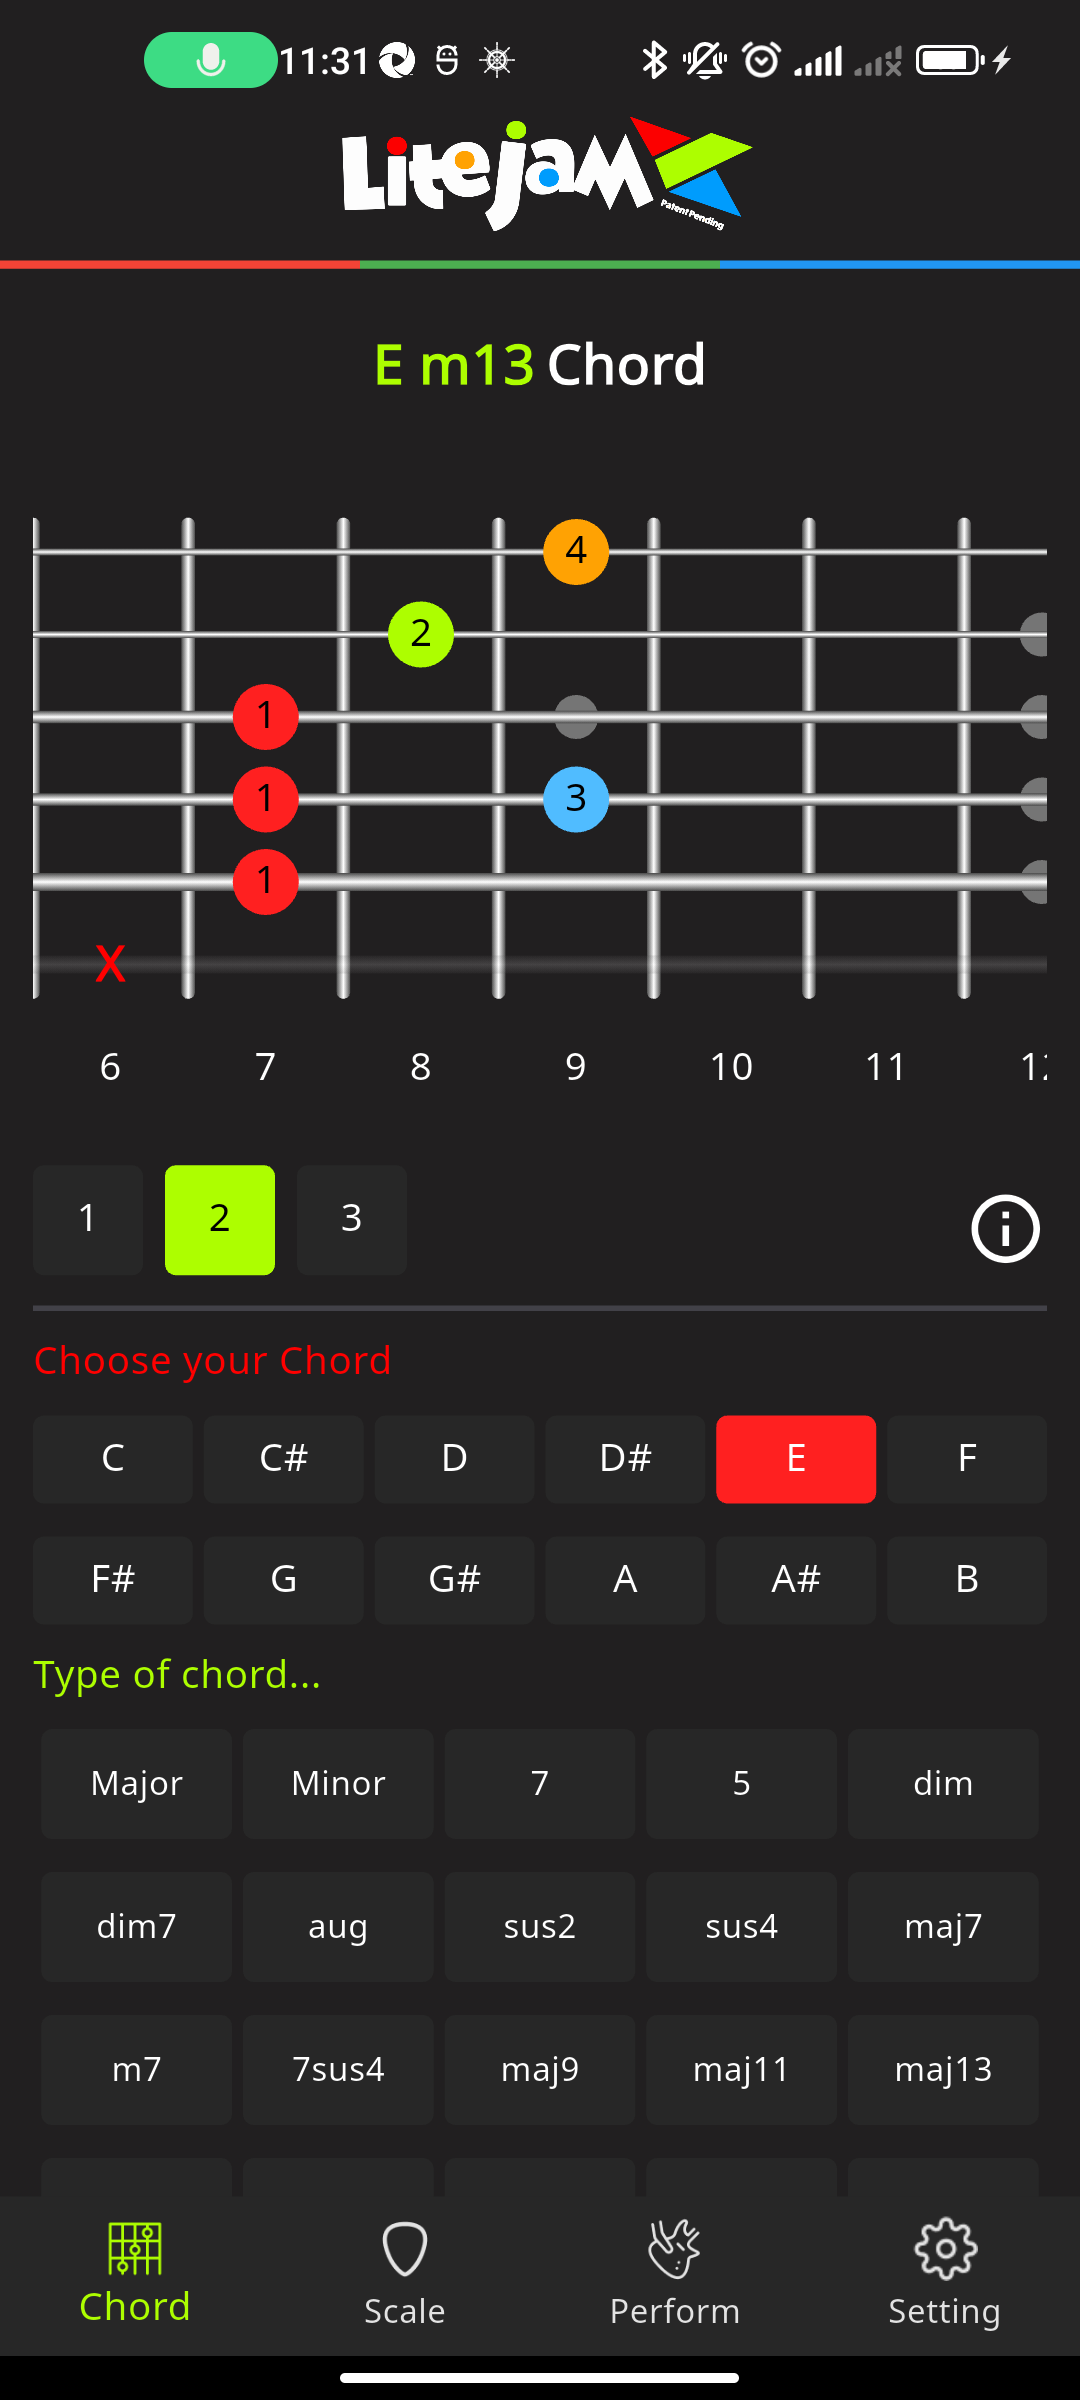 11:31
Litejam
Patent Pending
E m13 Chord
4
2
1
1 3
1
X
6 7 8 9 10 11
1 2 3
Choose your Chord
C C# D D# E F
F# G G# A A# B
Type of chord...
Major Minor 7 5 dim
dim7 aug sus2 sus4 maj7
m7 7sus4 maj9 maj11 maj13
Chord Scale Perform Setting